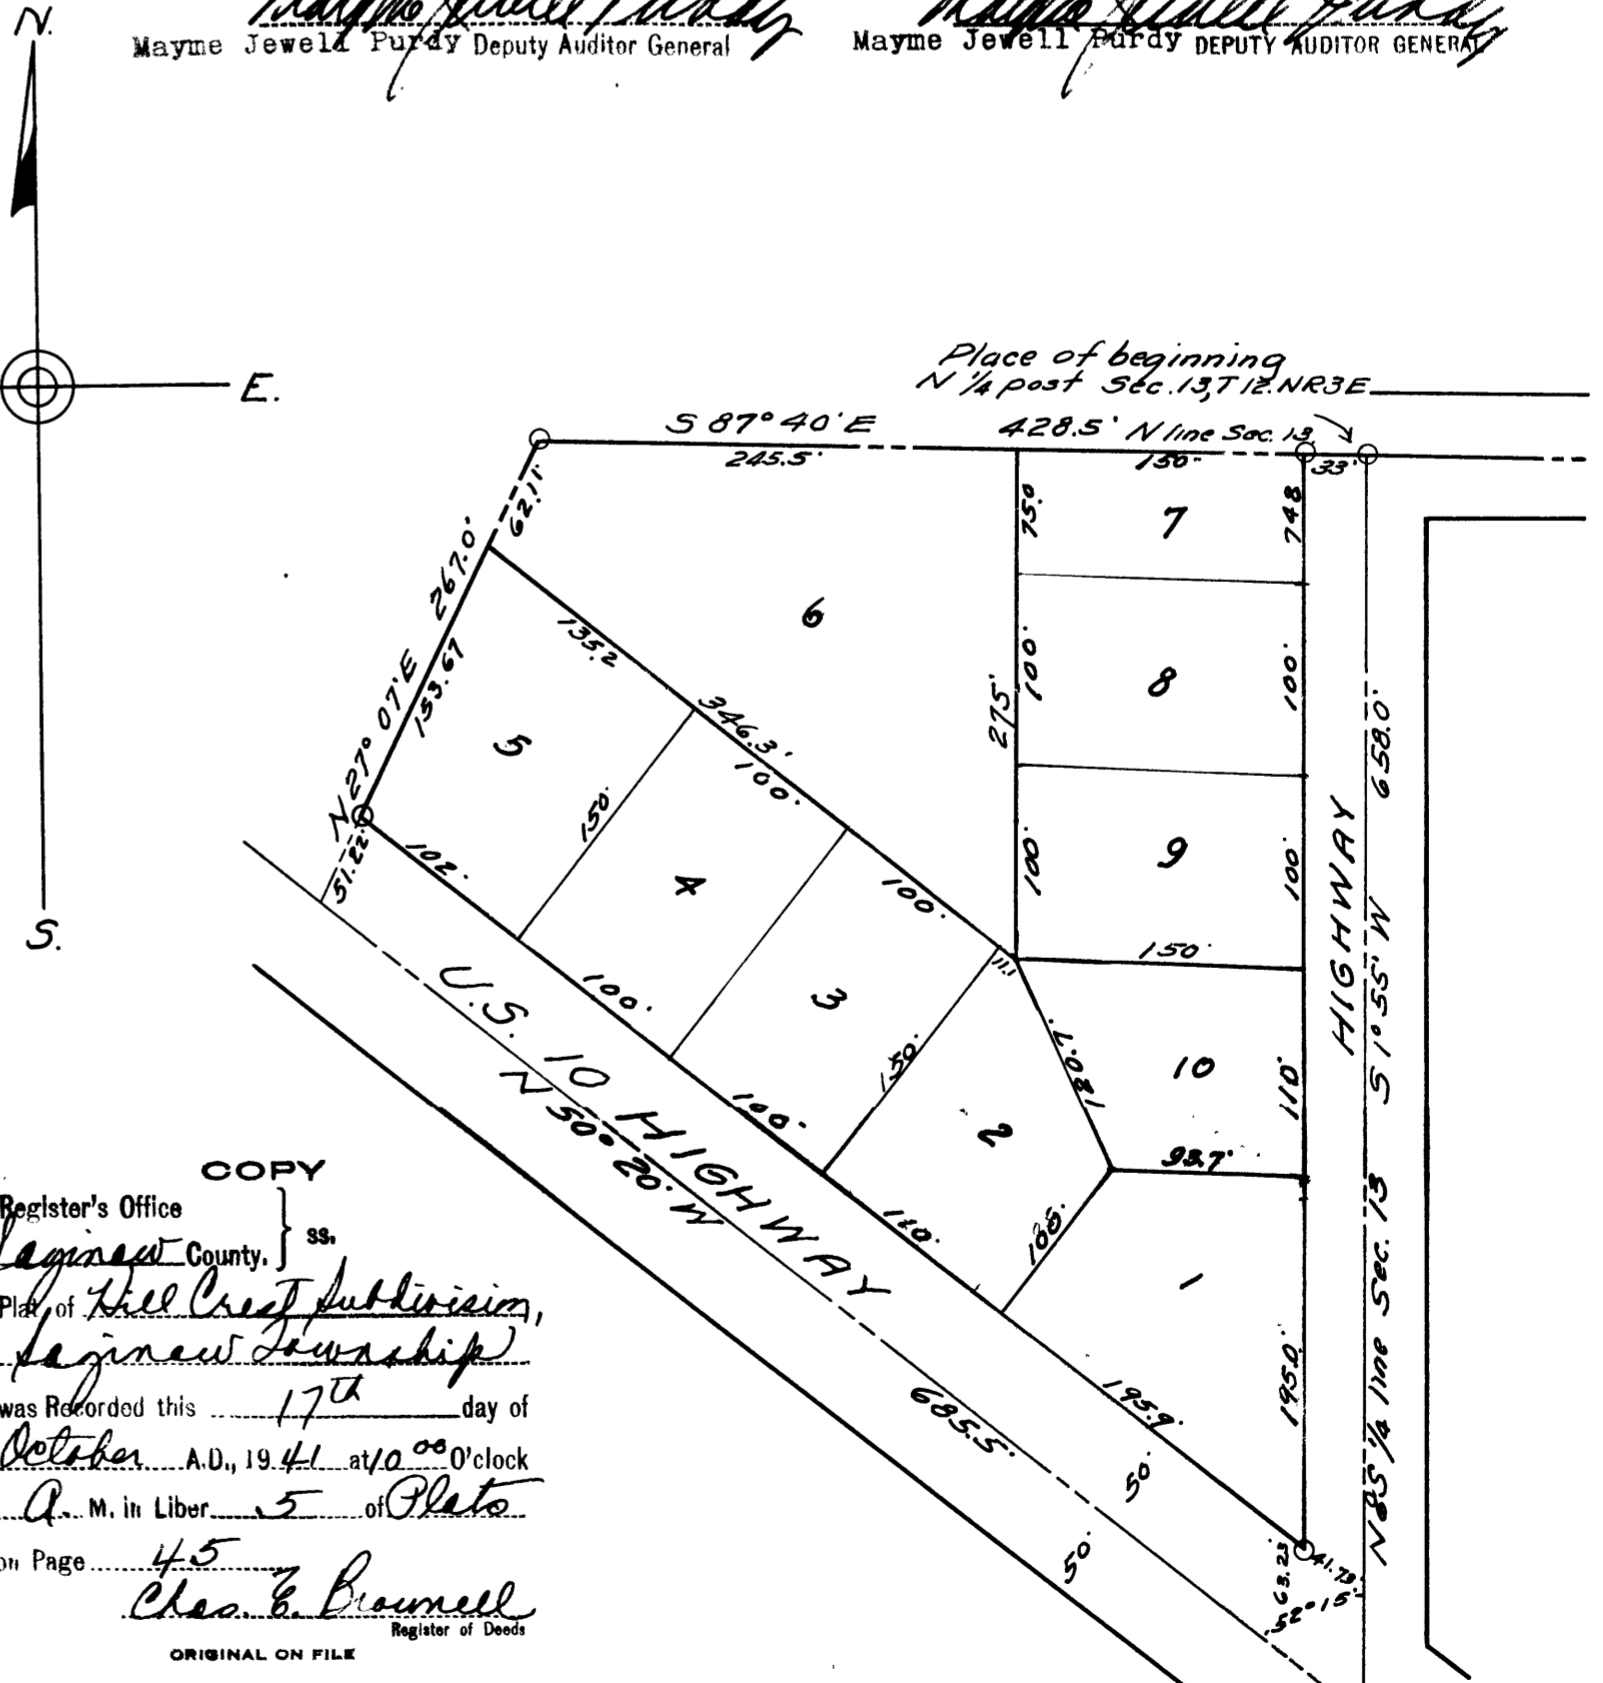 N.
Mayme Jewell Purdy Deputy Auditor General
Mayme Jewell Purdy DEPUTY AUDITOR GENERAL
E.
S.
Place of beginning
N 1/4 post Sec. 13, T 12. N R 3 E
S 87° 40' E 428.5' N line Sec. 13
245.5'
150'
33'
62.11'
N 27° 07' E 267.0'
153.67
51.22'
6
7
75.0
74.8
135.2
346.3'
100'
100'
11.1
275'
100'
8
100'
100'
9
100'
150'
5
150'
4
3
150'
2
120.7
10
110'
93.7'
1
195.0'
102'
100'
100'
110'
195.9'
U.S. 10 HIGHWAY
N 50° 20' W
685.5'
50'
50'
HIGHWAY
S 1° 55' W 658.0'
N & S 1/4 line Sec. 13
63.23
41.79'
52° 15'
COPY
Register's Office
Saginaw County. } ss.
Plat of Hill Crest Subdivision,
Saginaw Township
was Recorded this 17th day of
October A.D., 1941 at 10 00 O'clock
A. M. in Liber 5 of Plats
on Page 45
Chas. E. Brownell
Register of Deeds
ORIGINAL ON FILE